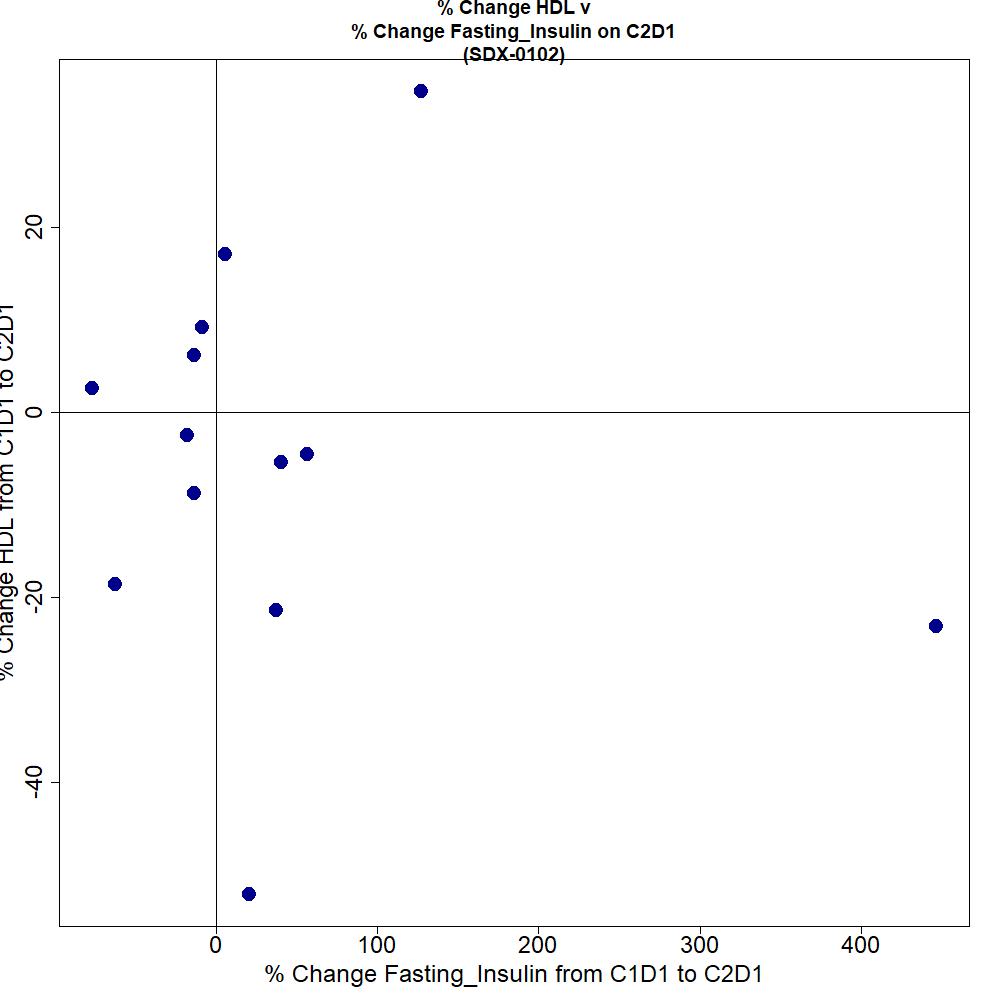 % Change HDL v
% Change Fasting_Insulin on C2D1
(SDX-0102)
% Change HDL from C1D1 to C2D1
20
0
-20
-40
0 100 200 300 400
% Change Fasting_Insulin from C1D1 to C2D1